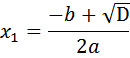 x₁ = (-b + √D) / 2a